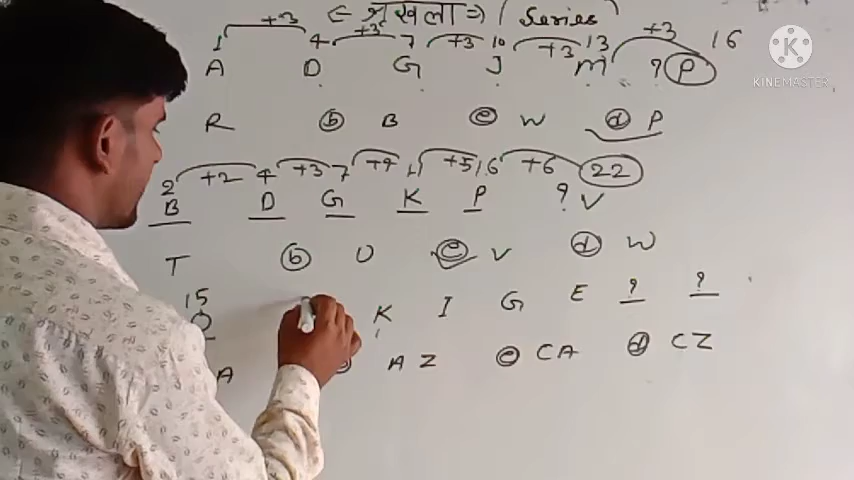 ⇐ श्रृंखला ⇒ (Series)
+3 +3 +3 +3 +3
1 4 7 10 13 16
A D G J M ? P
R ⓑ B ⓒ W ⓓ P
+2 +3 +4 +5 +6
2 4 7 11 16 22
B D G K P ? V
T ⓑ U ⓒ V ⓓ W
15
O K I G E ? ?
A AZ ⓒ CA ⓓ CZ
KINEMASTER